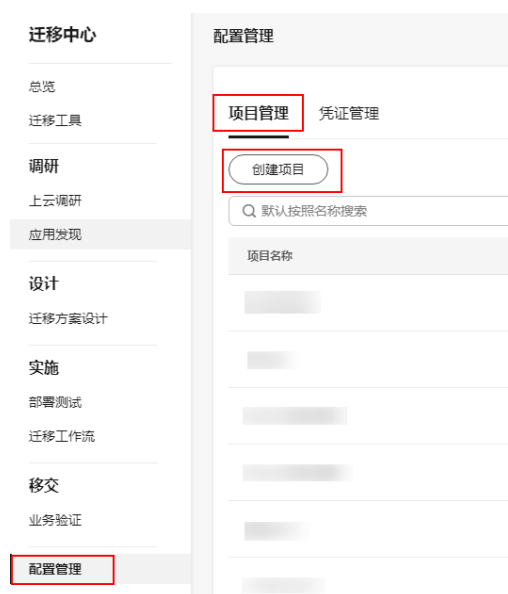 迁移中心
总览
迁移工具
调研
上云调研
应用发现
设计
迁移方案设计
实施
部署测试
迁移工作流
移交
业务验证
配置管理
配置管理
项目管理 凭证管理
创建项目
默认按照名称搜索
项目名称